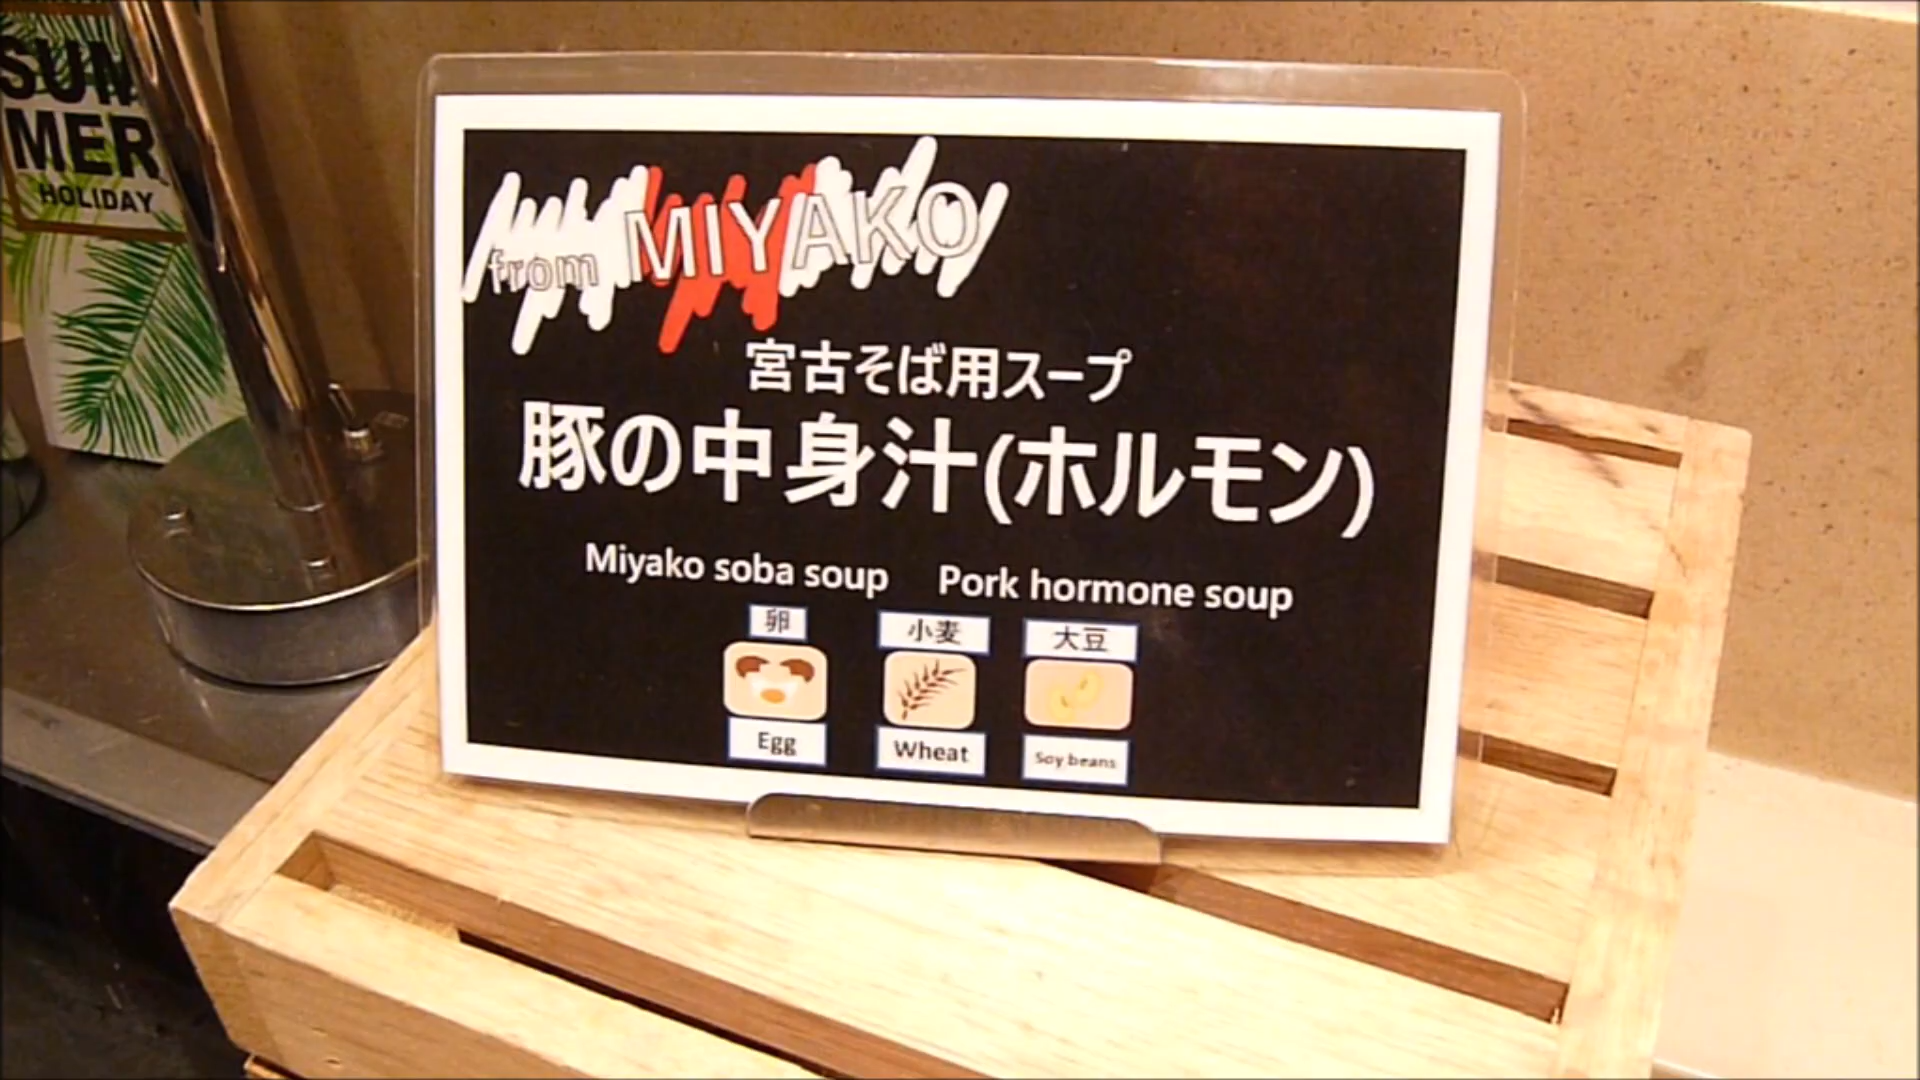 SUM
MER
HOLIDAY
from MIYAKO
宮古そば用スープ
豚の中身汁(ホルモン)
Miyako soba soup Pork hormone soup
卵 小麦 大豆
Egg Wheat Soy beans